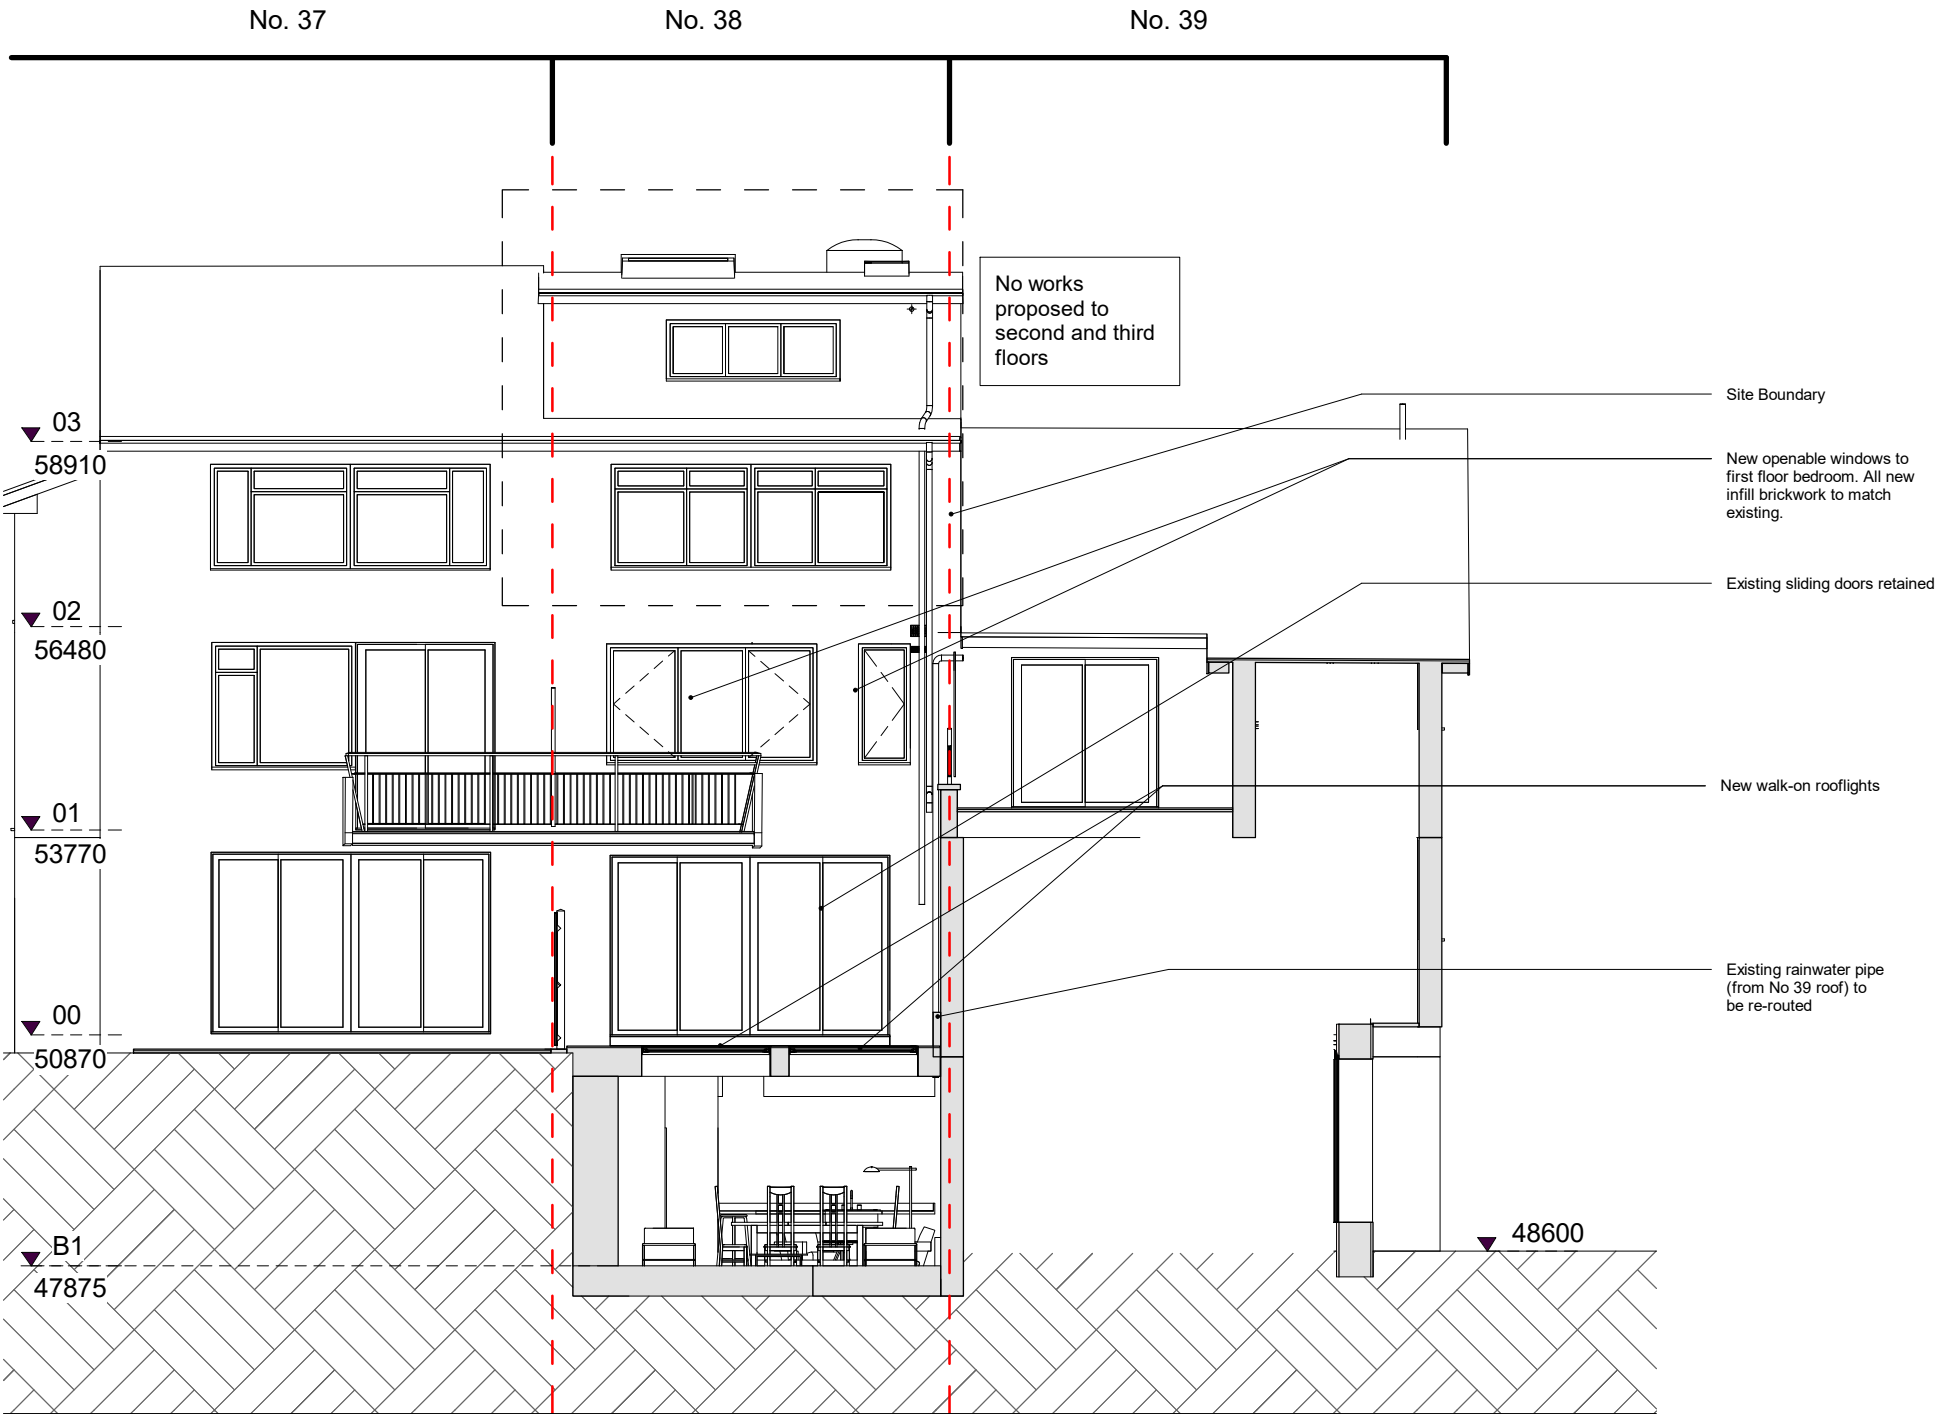 No. 37
No. 38
No. 39
No works
proposed to
second and third
floors
Site Boundary
03
58910
New openable windows to
first floor bedroom. All new
infill brickwork to match
existing.
Existing sliding doors retained
02
56480
New walk-on rooflights
01
53770
Existing rainwater pipe
(from No 39 roof) to
be re-routed
00
50870
48600
B1
47875